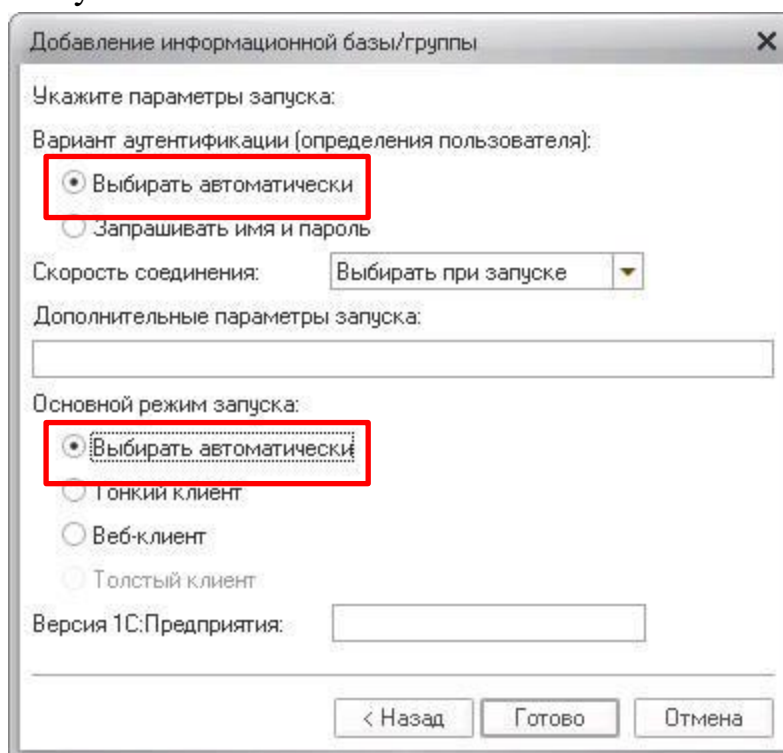 Добавление информационной базы/группы
Укажите параметры запуска:
Вариант аутентификации (определения пользователя):
Выбирать автоматически
Запрашивать имя и пароль
Скорость соединения: Выбирать при запуске
Дополнительные параметры запуска:
Основной режим запуска:
Выбирать автоматически
Тонкий клиент
Веб-клиент
Толстый клиент
Версия 1С:Предприятия:
< Назад Готово Отмена